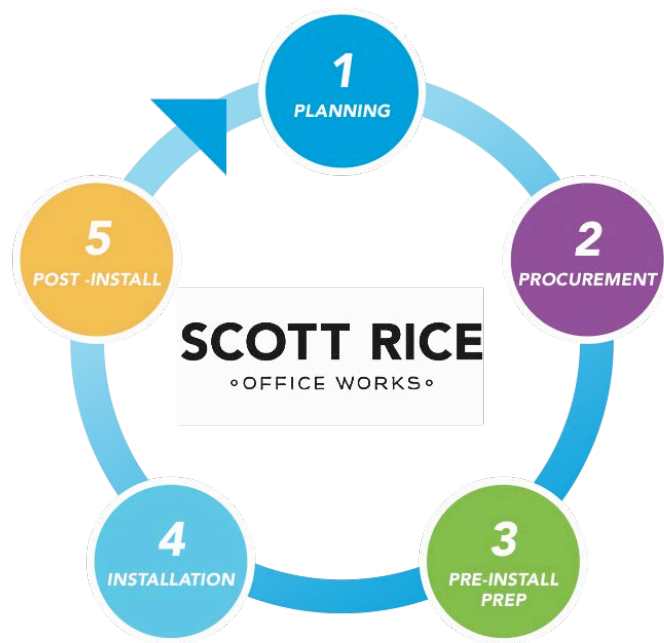 1
PLANNING
2
PROCUREMENT
3
PRE-INSTALL
PREP
4
INSTALLATION
5
POST -INSTALL
SCOTT RICE
°OFFICE WORKS°